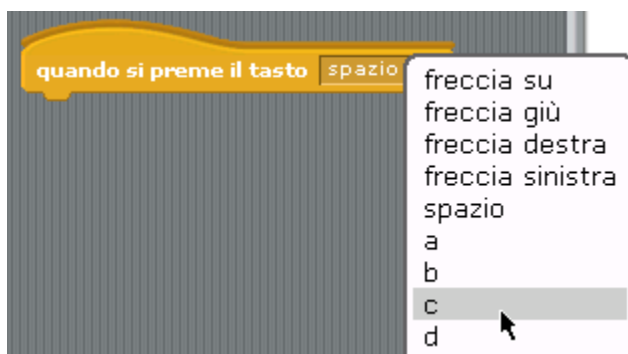 quando si preme il tasto spazio
freccia su
freccia giù
freccia destra
freccia sinistra
spazio
a
b
c
d